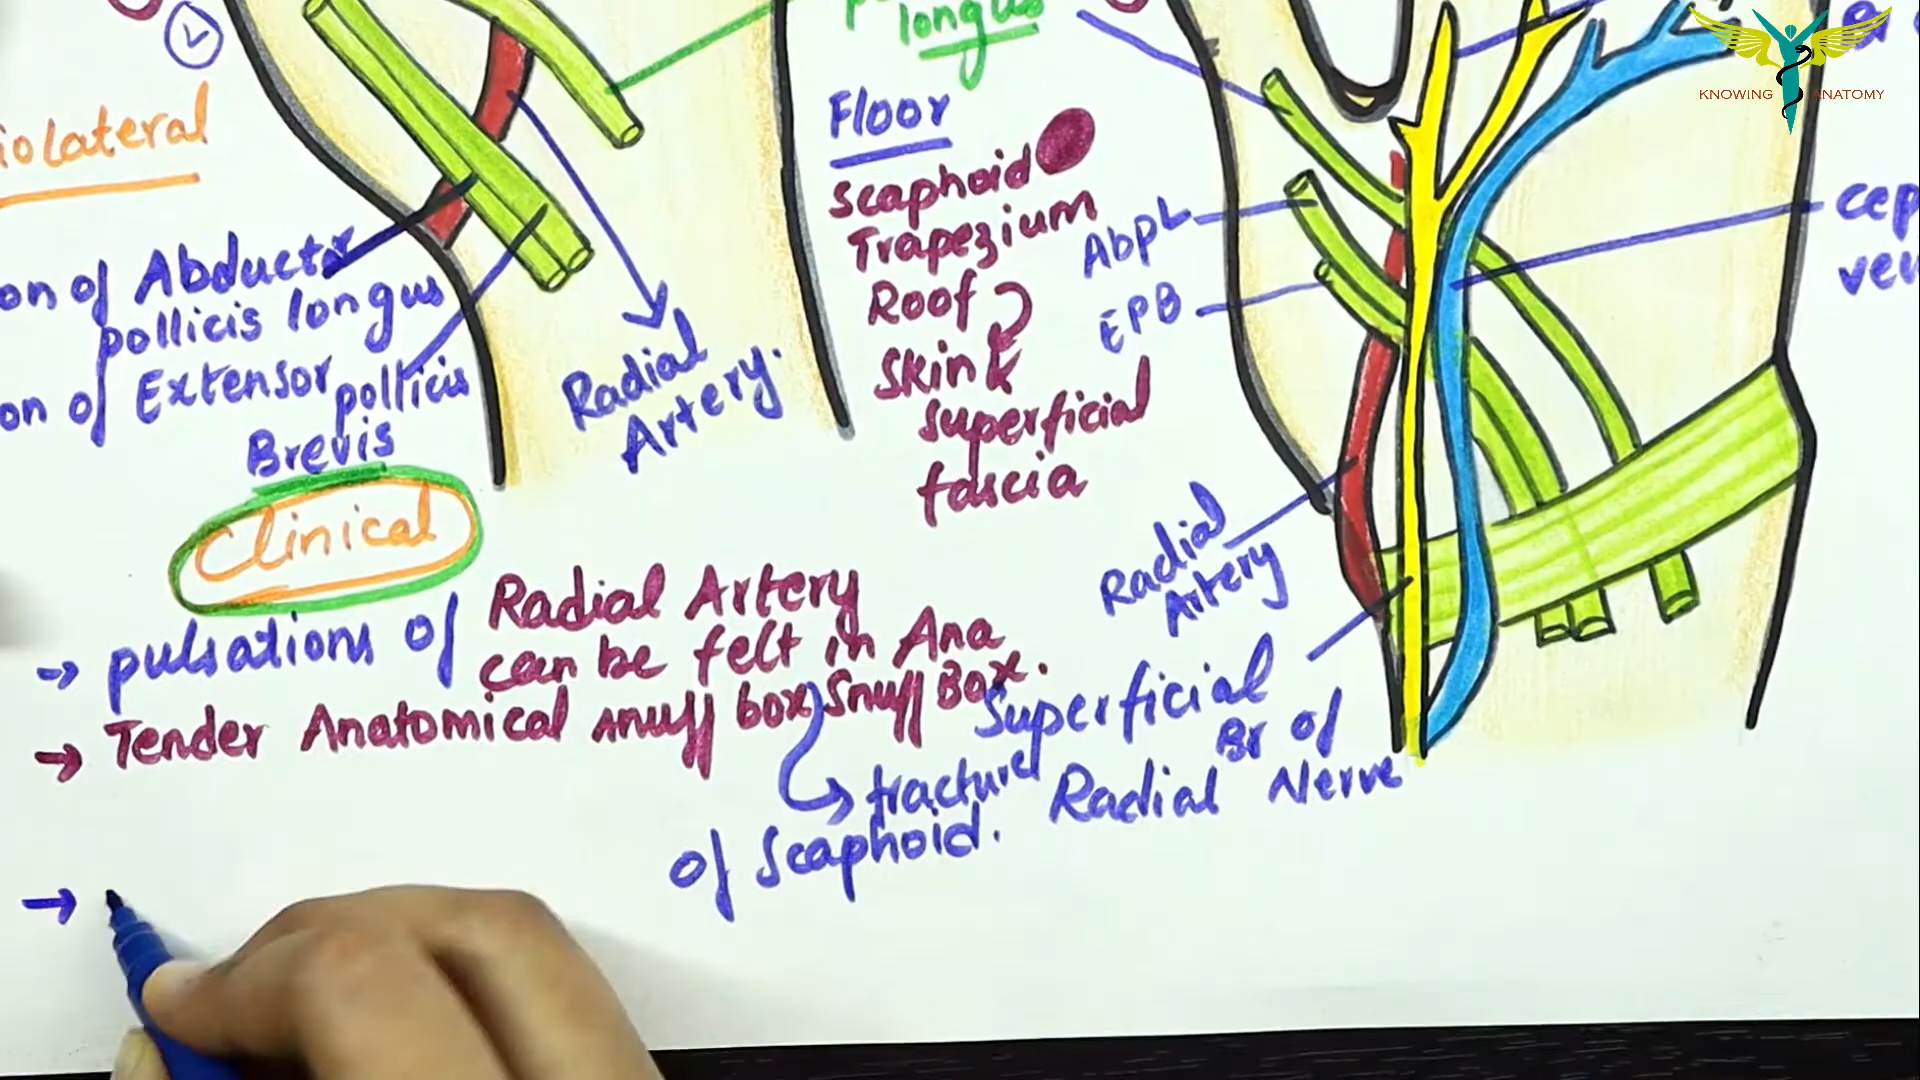 longus
iolateral
on of Abductor
pollicis longus
on of Extensor pollicis
Brevis
Radial
Artery.
Floor
Scaphoid
Trapezium
Roof
Skin &
superficial
fascia
AbpL
EPB
cep
vei
Radial
Artery
Superficial
Br of
Radial Nerve
Clinical
→ pulsations of Radial Artery
can be felt in Ana
Snuff Box.
→ Tender Anatomical snuff box
fracture
of Scaphoid.
→
KNOWING ANATOMY